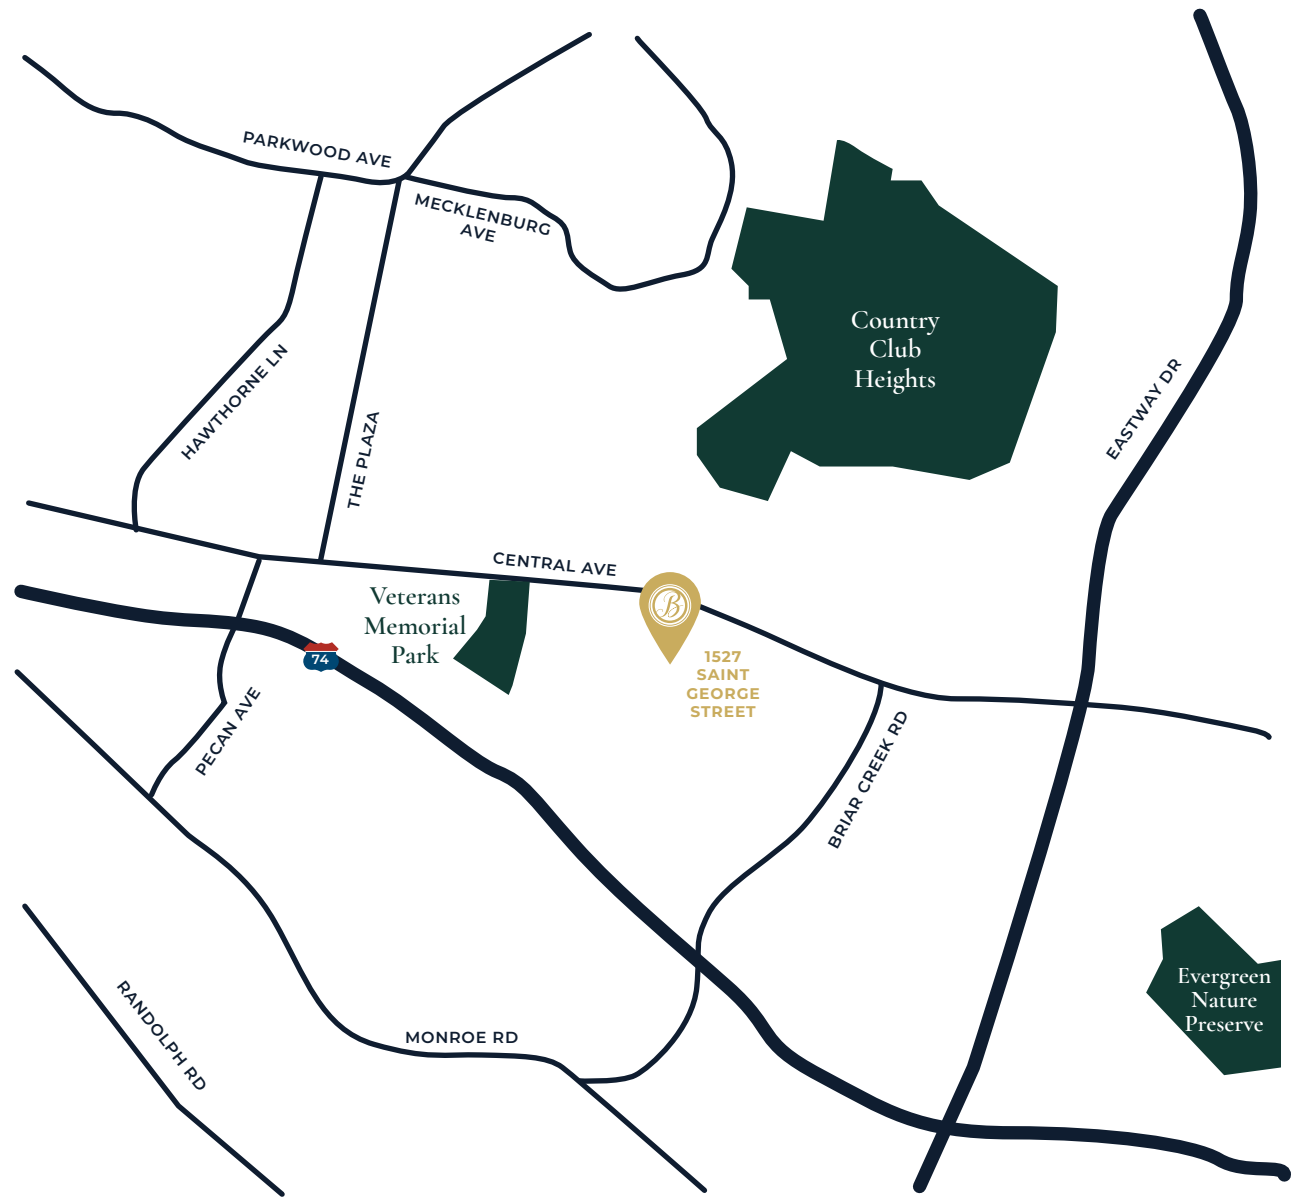 PARKWOOD AVE
MECKLENBURG
AVE
Country
Club
Heights
HAWTHORNE LN
EASTWAY DR
THE PLAZA
CENTRAL AVE
Veterans
Memorial
Park
B
74
1527
SAINT
GEORGE
STREET
PECAN AVE
BRIAR CREEK RD
Evergreen
Nature
Preserve
RANDOLPH RD
MONROE RD